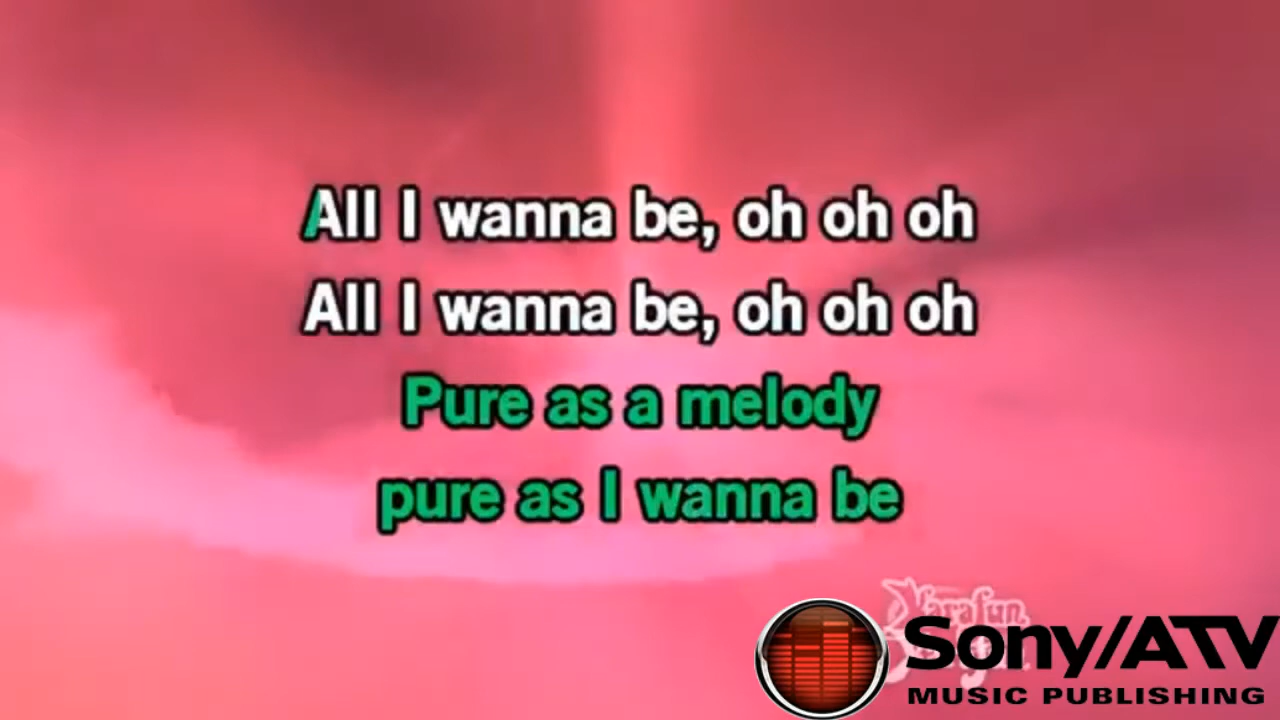 All I wanna be, oh oh oh
All I wanna be, oh oh oh
Pure as a melody
pure as I wanna be
Karafun
Sony/ATV
MUSIC PUBLISHING